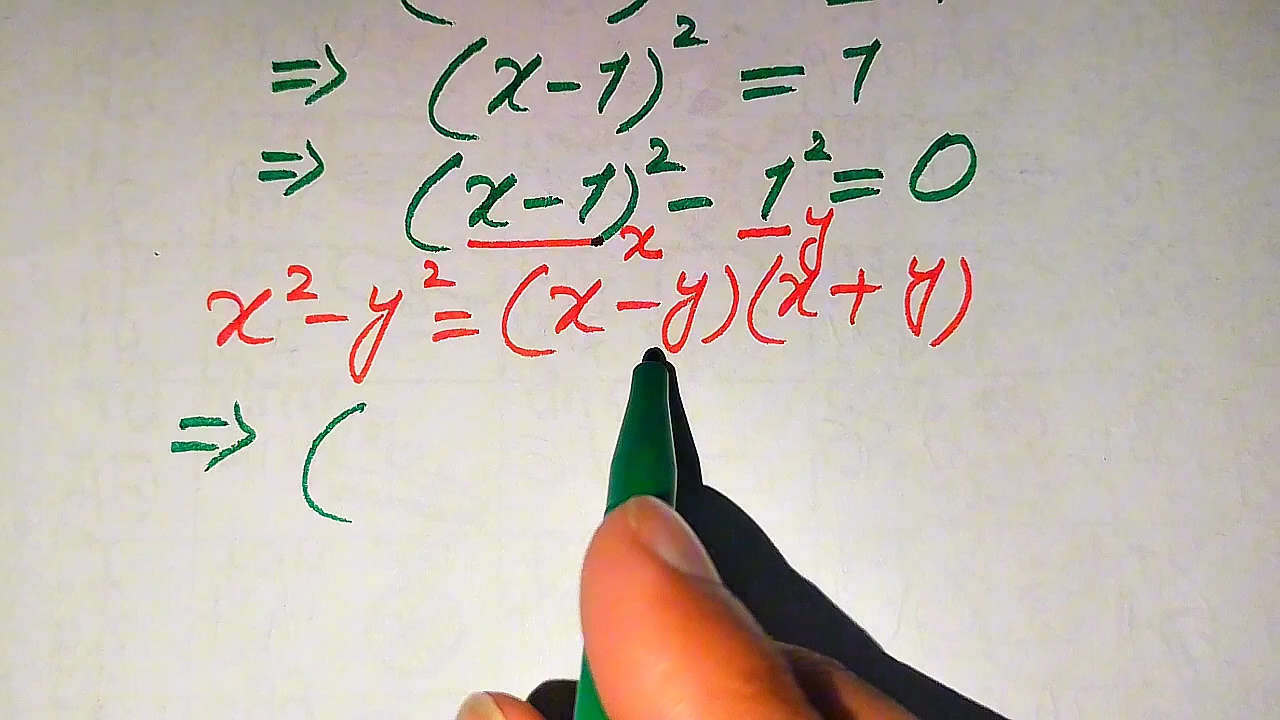 => (x-1)² = 1
=> (x-1)² - 1² = 0
x y
x² - y² = (x-y)(x+y)
=> (